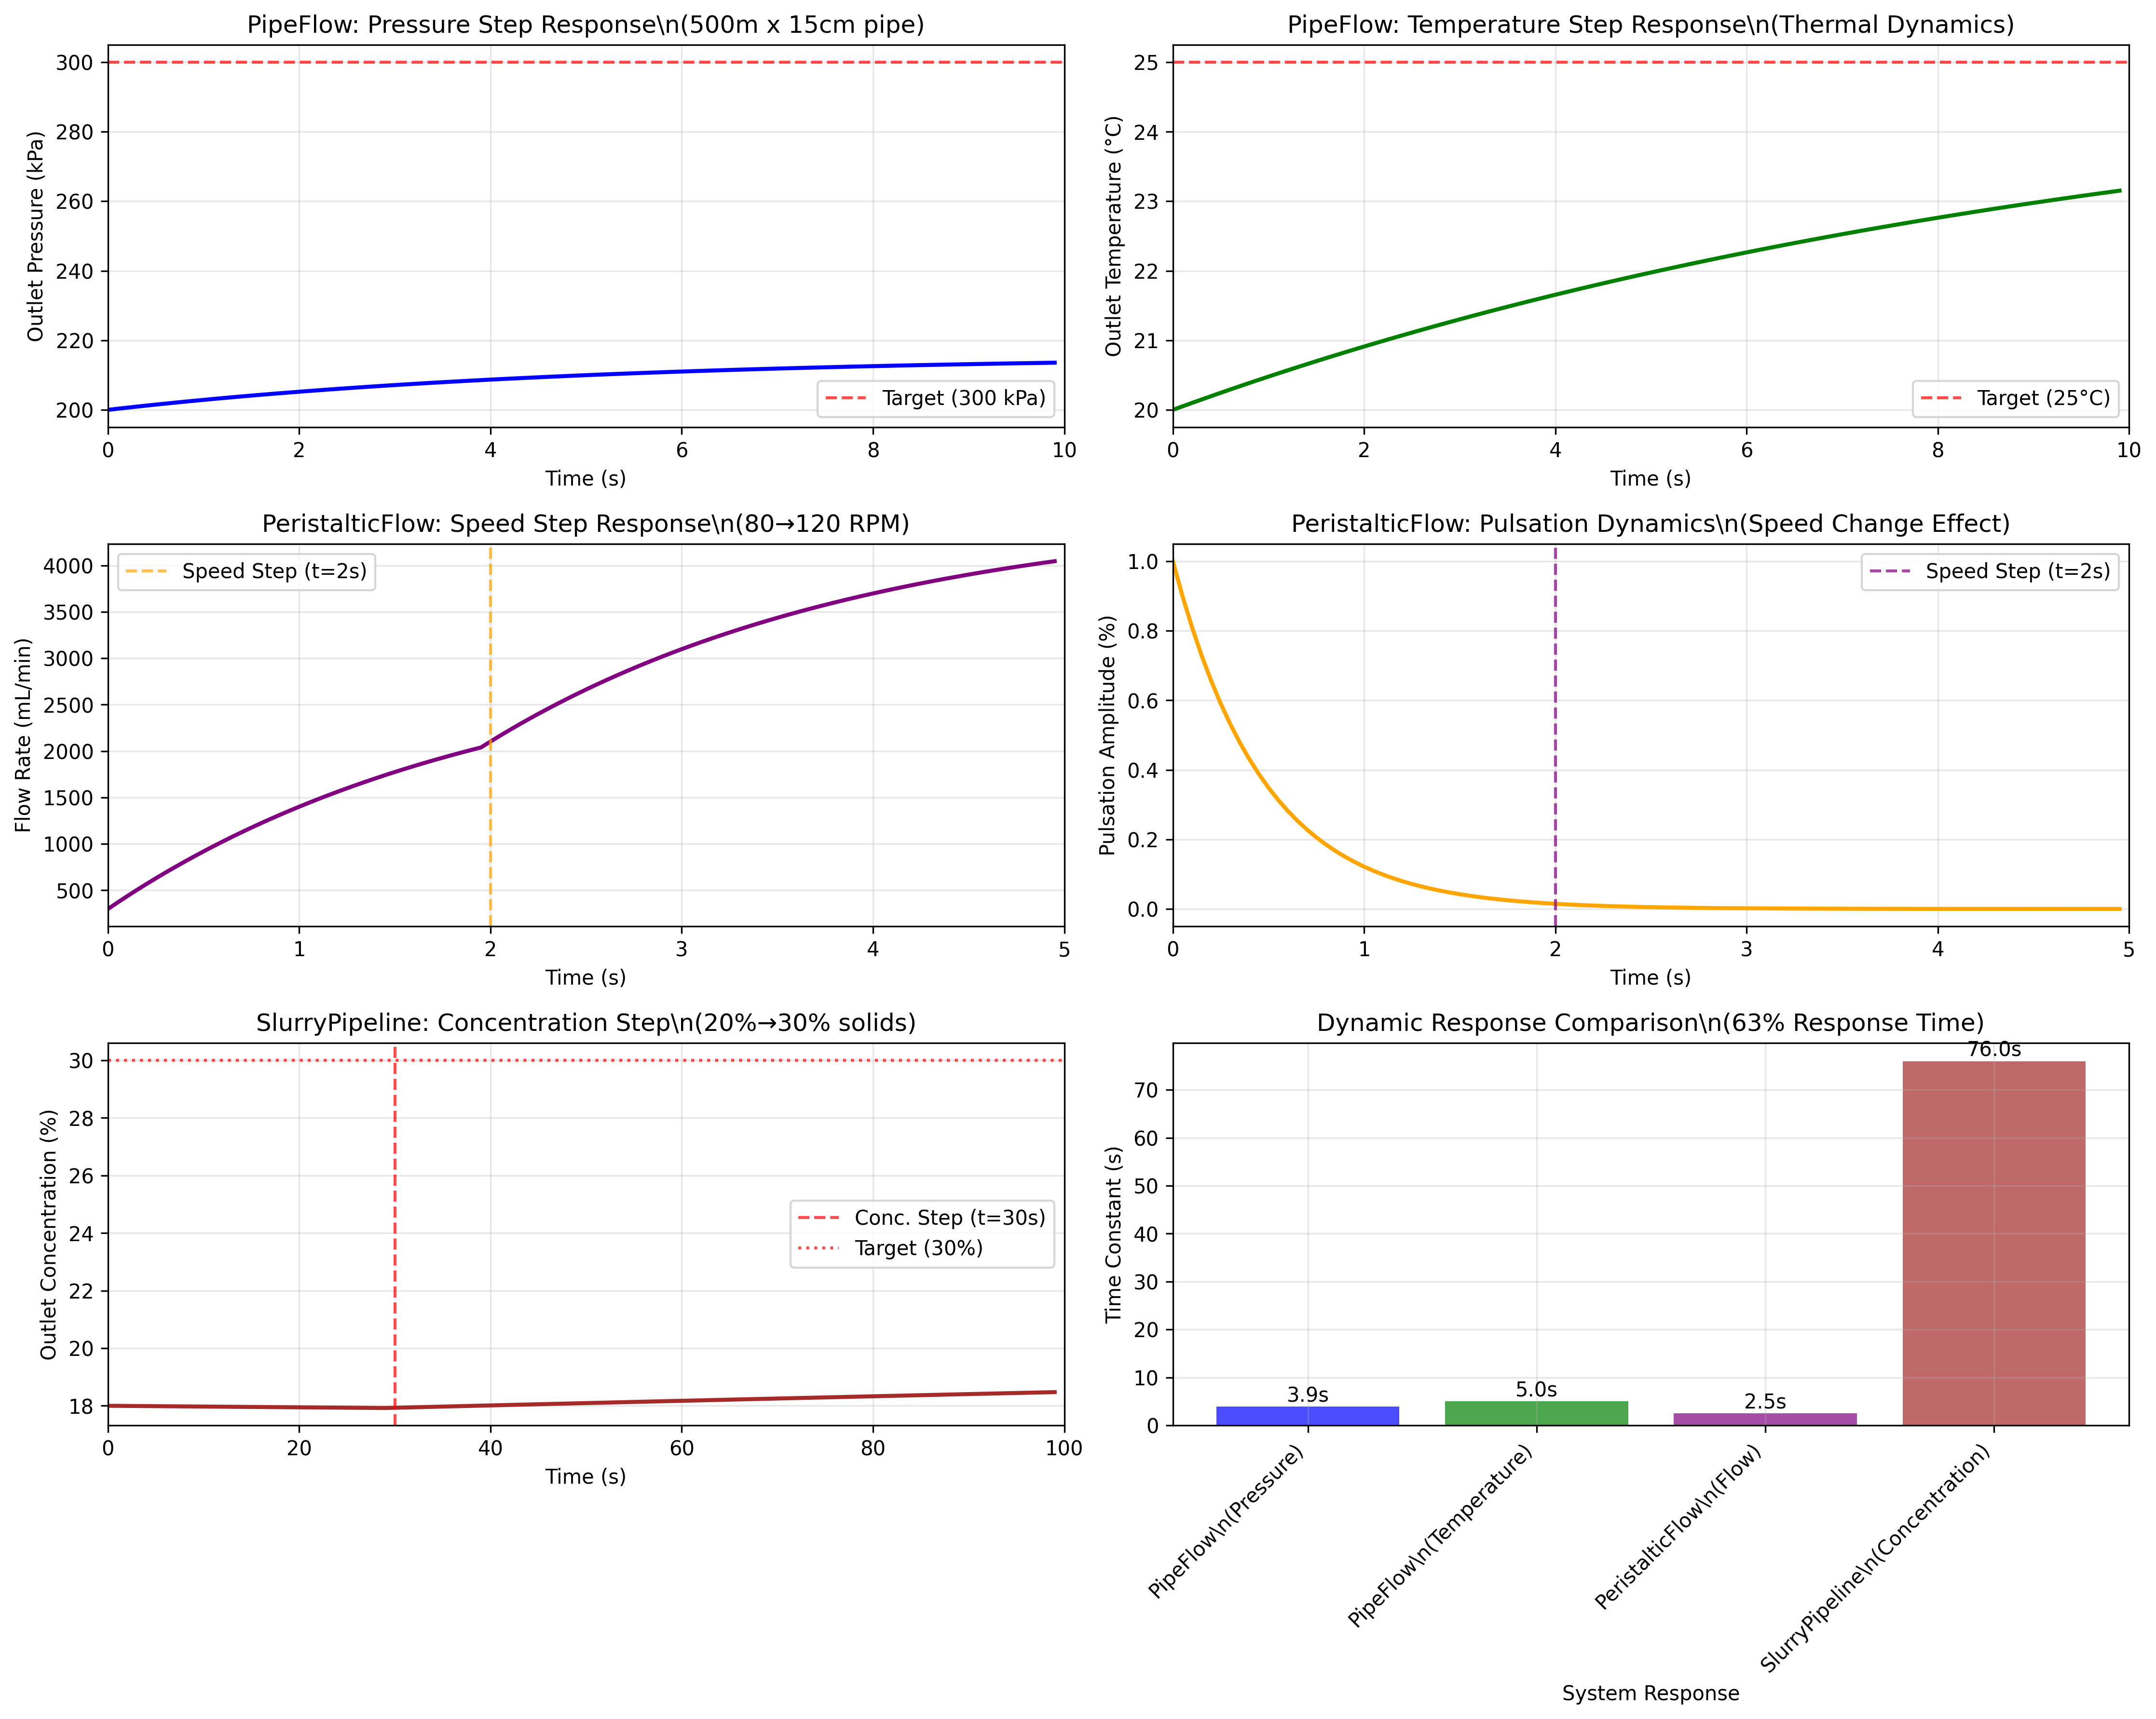 PipeFlow: Pressure Step Response\n(500m x 15cm pipe)
Outlet Pressure (kPa)
300
280
260
240
220
200
Target (300 kPa)
0 2 4 6 8 10
Time (s)
PipeFlow: Temperature Step Response\n(Thermal Dynamics)
Outlet Temperature (°C)
25
24
23
22
21
20
Target (25°C)
0 2 4 6 8 10
Time (s)
PeristalticFlow: Speed Step Response\n(80→120 RPM)
Flow Rate (mL/min)
4000
3500
3000
2500
2000
1500
1000
500
Speed Step (t=2s)
0 1 2 3 4 5
Time (s)
PeristalticFlow: Pulsation Dynamics\n(Speed Change Effect)
Pulsation Amplitude (%)
1.0
0.8
0.6
0.4
0.2
0.0
Speed Step (t=2s)
0 1 2 3 4 5
Time (s)
SlurryPipeline: Concentration Step\n(20%→30% solids)
Outlet Concentration (%)
30
28
26
24
22
20
18
Conc. Step (t=30s)
Target (30%)
0 20 40 60 80 100
Time (s)
Dynamic Response Comparison\n(63% Response Time)
Time Constant (s)
70
60
50
40
30
20
10
0
3.9s
5.0s
2.5s
76.0s
PipeFlow\n(Pressure)
PipeFlow\n(Temperature)
PeristalticFlow\n(Flow)
SlurryPipeline\n(Concentration)
System Response